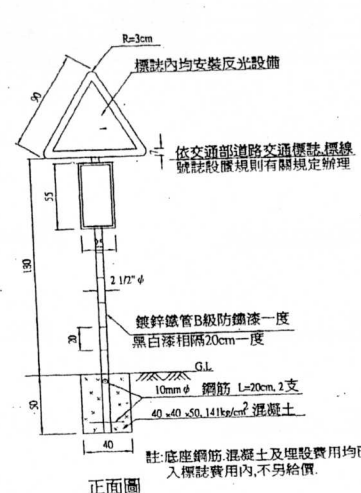 R=3cm
90
標誌內均安裝反光設備
7
依交通部道路交通標誌.標線
號誌設置規則有關規定辦理
55
130
2 1/2" φ
鍍鋅鐵管B級防鏽漆一度
黑白漆相隔20cm一度
20
G.L
10mm φ 鋼筋 L=20cm, 2支
40 ×40 ×50, 141kg/cm² 混凝土
50
40
註:底座鋼筋.混凝土及埋設費用均已
入標誌費用內,不另給價.
正面圖